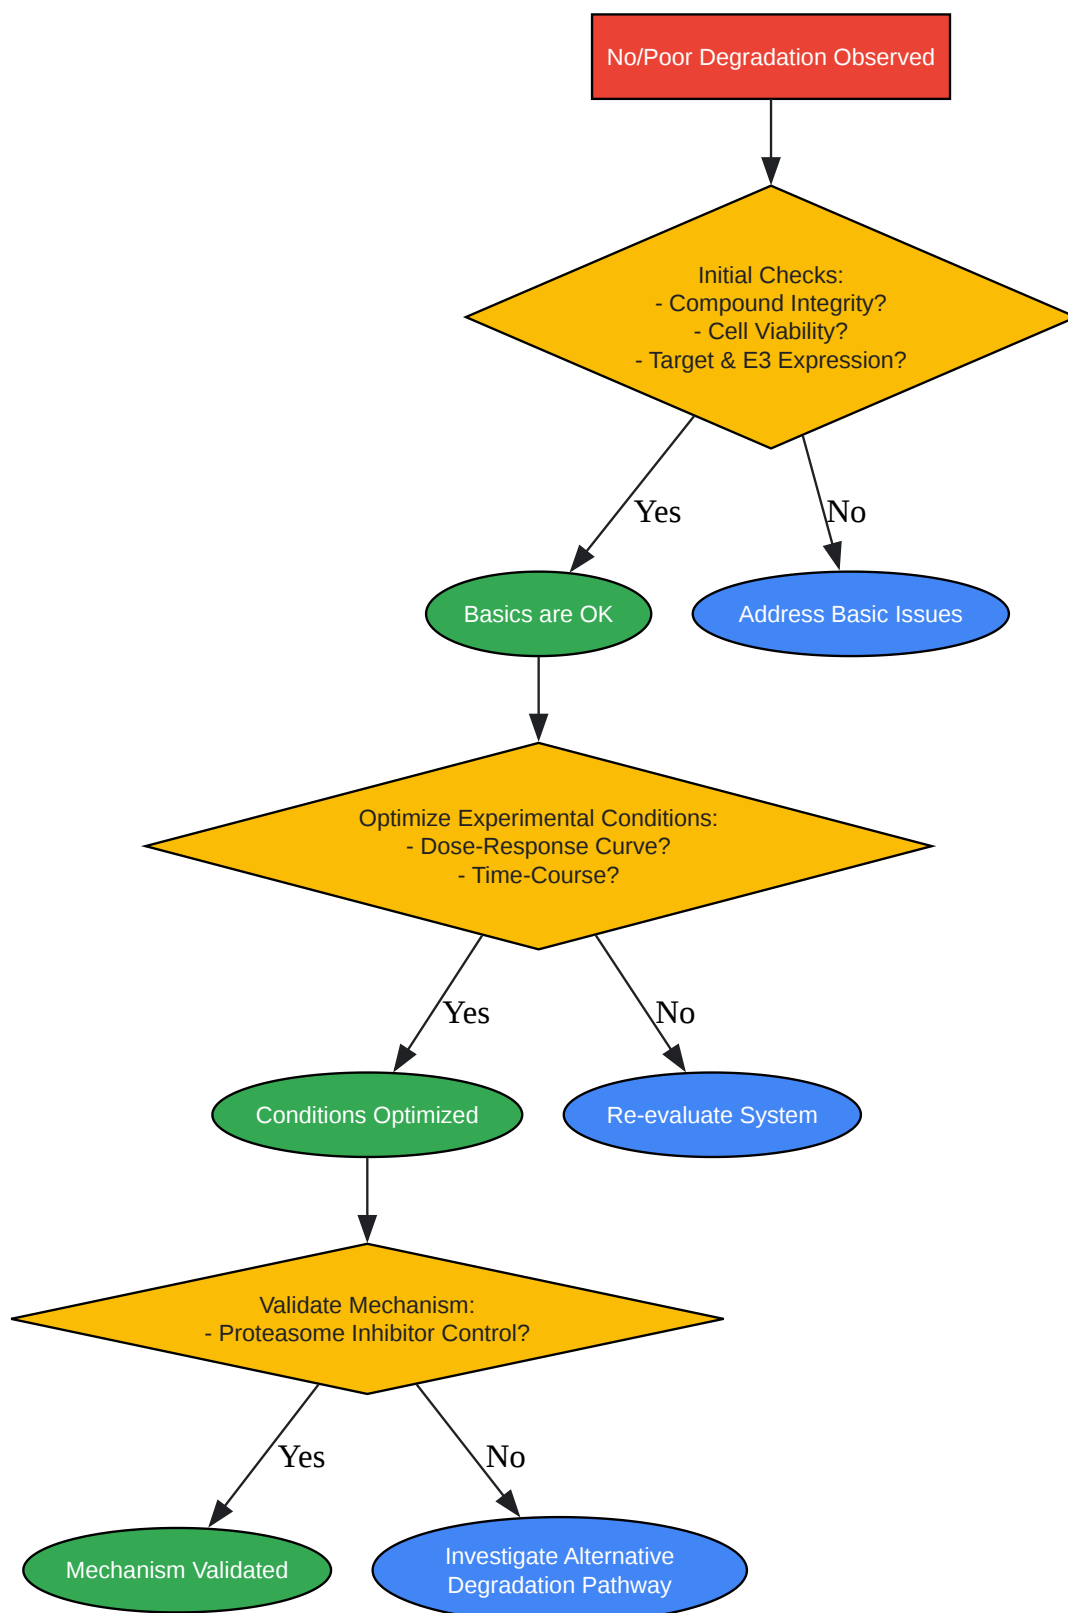 No/Poor Degradation Observed
Initial Checks:
- Compound Integrity?
- Cell Viability?
- Target & E3 Expression?
Yes
No
Basics are OK
Address Basic Issues
Optimize Experimental Conditions:
- Dose-Response Curve?
- Time-Course?
Yes
No
Conditions Optimized
Re-evaluate System
Validate Mechanism:
- Proteasome Inhibitor Control?
Yes
No
Mechanism Validated
Investigate Alternative
Degradation Pathway